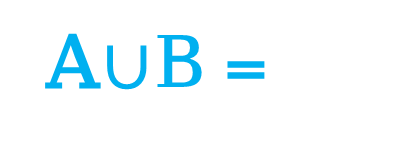 A∪B =